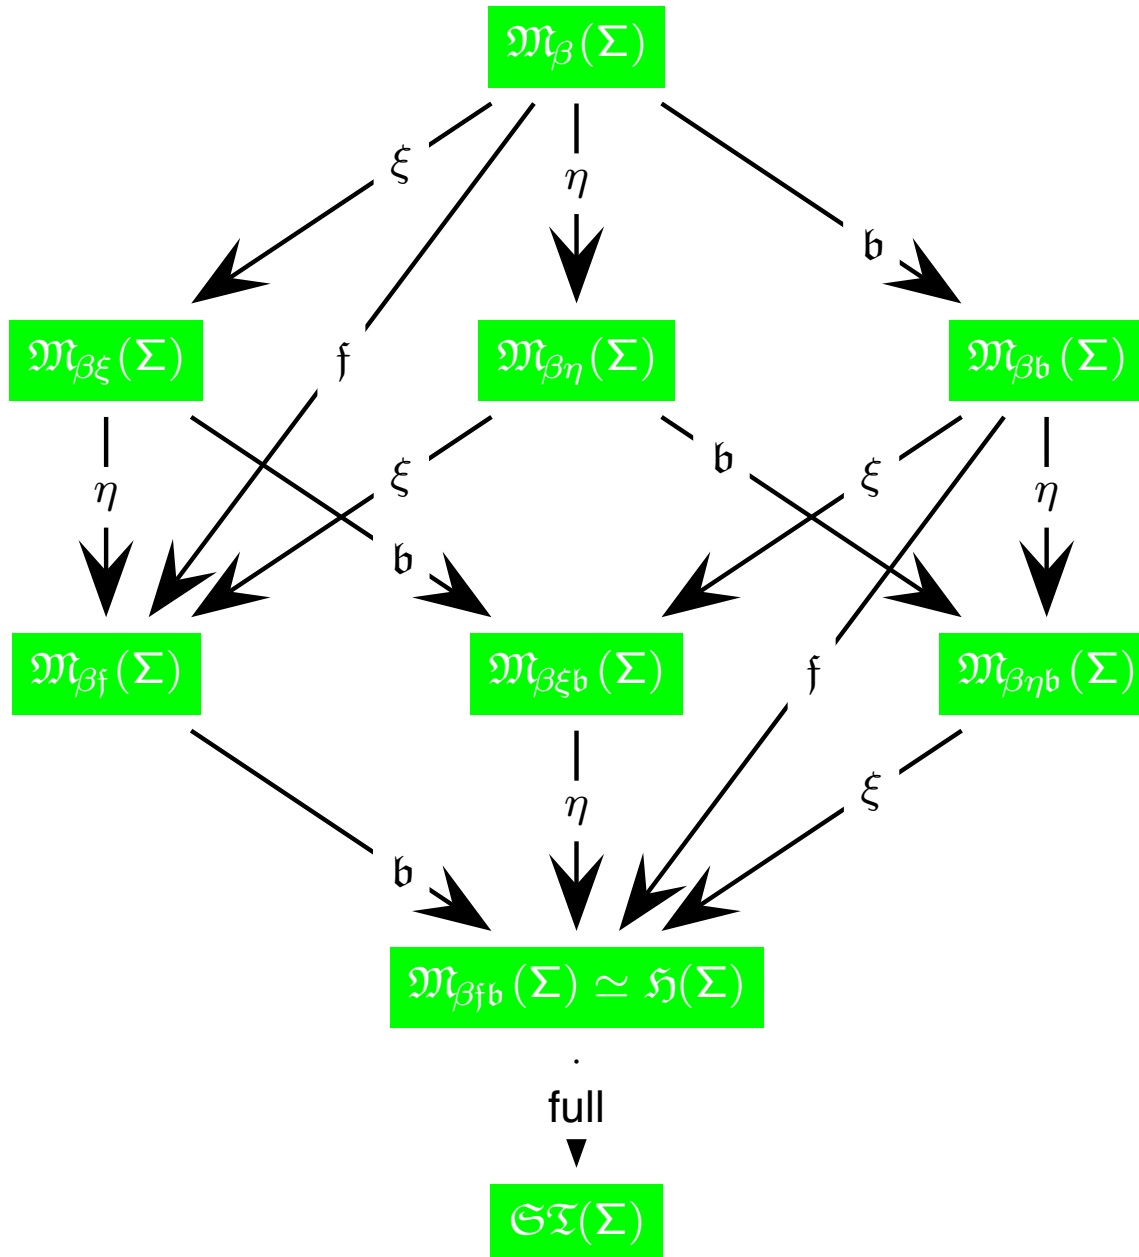 𝔐β(Σ)
ξ
η
𝔟
𝔣
𝔐βξ(Σ) 𝔐βη(Σ) 𝔐β𝔟(Σ)
η 𝔟 ξ 𝔟 ξ η
𝔣
𝔐β𝔣(Σ) 𝔐βξ𝔟(Σ) 𝔐βη𝔟(Σ)
𝔟 η ξ
𝔐β𝔣𝔟(Σ) ≃ ℌ(Σ)
full
𝔖𝔗(Σ)